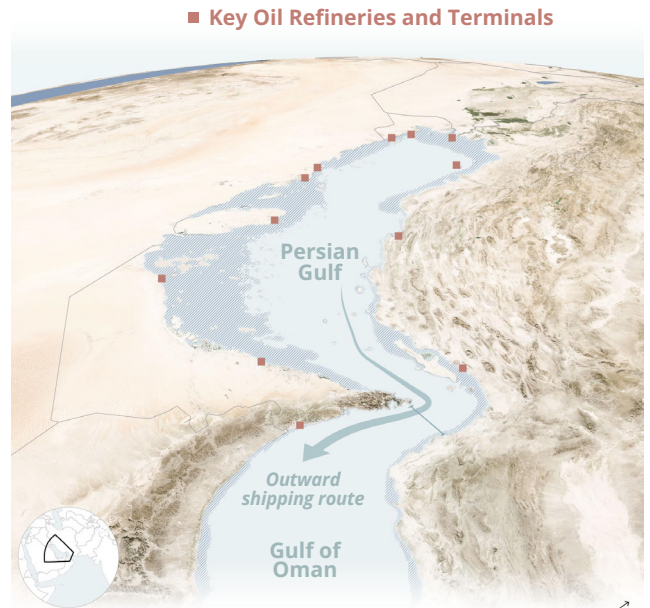 Key Oil Refineries and Terminals
Persian
Gulf
Outward
shipping route
Gulf of
Oman